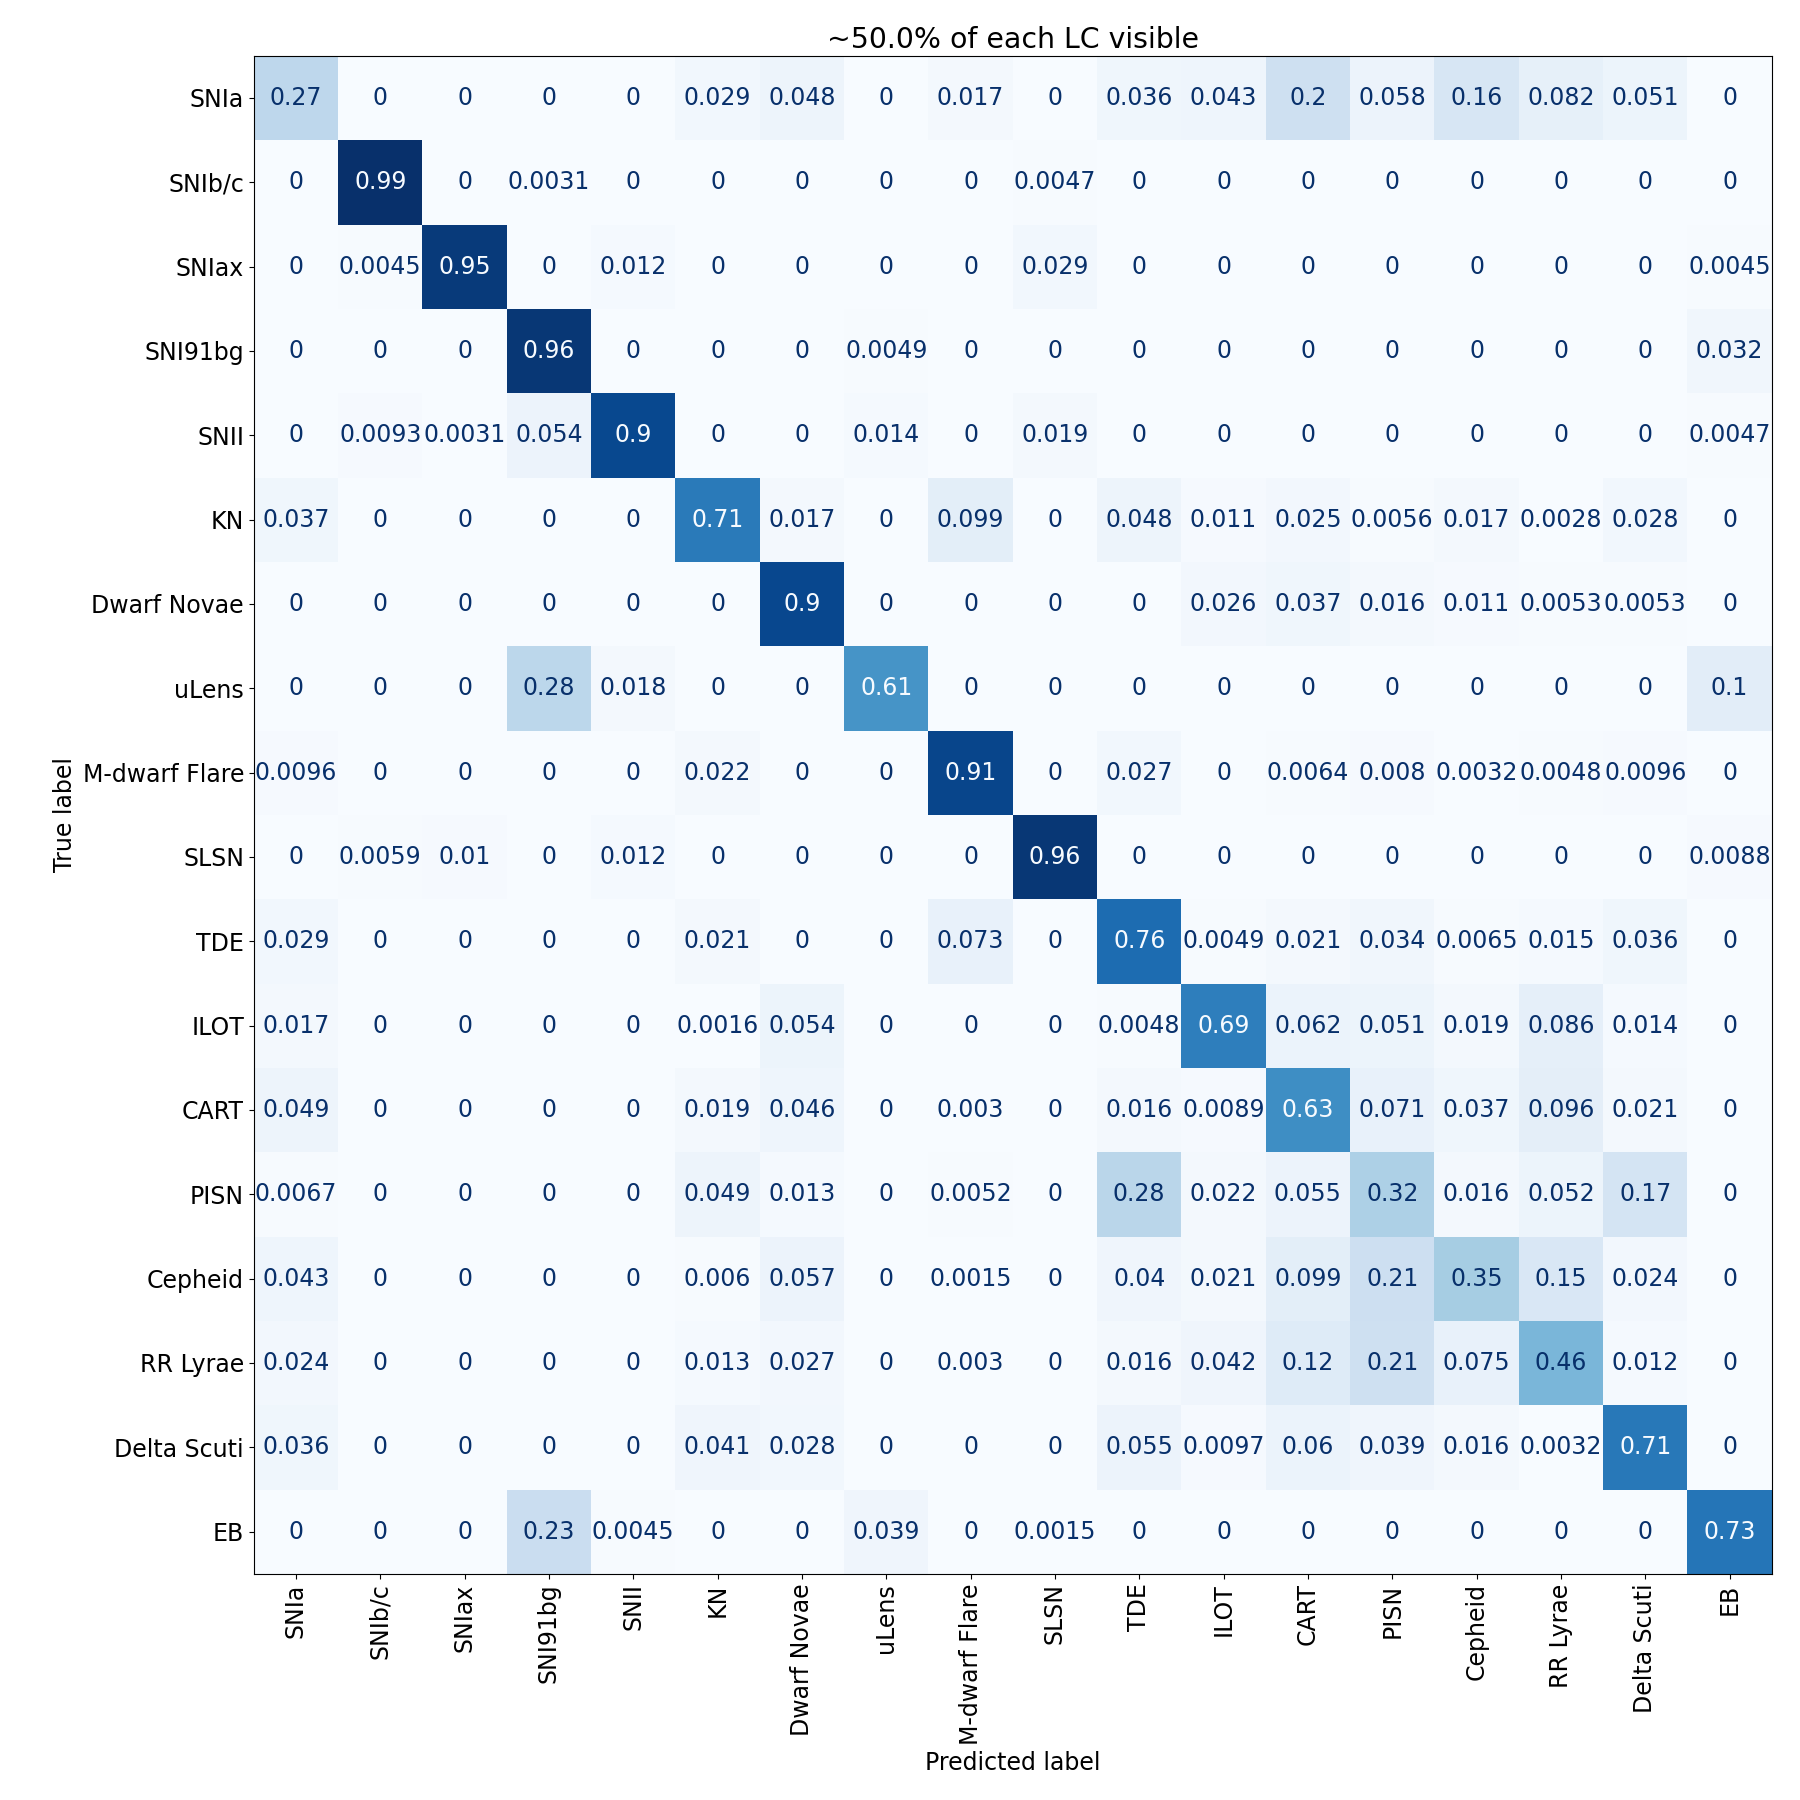 ~50.0% of each LC visible
SNIa 0.27 0 0 0 0 0.029 0.048 0 0.017 0 0.036 0.043 0.2 0.058 0.16 0.082 0.051 0
SNIb/c 0 0.99 0 0.0031 0 0 0 0 0 0.0047 0 0 0 0 0 0 0 0
SNIax 0 0.0045 0.95 0 0.012 0 0 0 0 0.029 0 0 0 0 0 0 0 0.0045
SNI91bg 0 0 0 0.96 0 0 0 0.0049 0 0 0 0 0 0 0 0 0 0.032
SNII 0 0.0093 0.0031 0.054 0.9 0 0 0.014 0 0.019 0 0 0 0 0 0 0 0.0047
KN 0.037 0 0 0 0 0.71 0.017 0 0.099 0 0.048 0.011 0.025 0.0056 0.017 0.0028 0.028 0
Dwarf Novae 0 0 0 0 0 0 0.9 0 0 0 0 0.026 0.037 0.016 0.011 0.0053 0.0053 0
uLens 0 0 0 0.28 0.018 0 0 0.61 0 0 0 0 0 0 0 0 0 0.1
M-dwarf Flare 0.0096 0 0 0 0 0.022 0 0 0.91 0 0.027 0 0.0064 0.008 0.0032 0.0048 0.0096 0
SLSN 0 0.0059 0.01 0 0.012 0 0 0 0 0.96 0 0 0 0 0 0 0 0.0088
TDE 0.029 0 0 0 0 0.021 0 0 0.073 0 0.76 0.0049 0.021 0.034 0.0065 0.015 0.036 0
ILOT 0.017 0 0 0 0 0.0016 0.054 0 0 0 0.0048 0.69 0.062 0.051 0.019 0.086 0.014 0
CART 0.049 0 0 0 0 0.019 0.046 0 0.003 0 0.016 0.0089 0.63 0.071 0.037 0.096 0.021 0
PISN 0.0067 0 0 0 0 0.049 0.013 0 0.0052 0 0.28 0.022 0.055 0.32 0.016 0.052 0.17 0
Cepheid 0.043 0 0 0 0 0.006 0.057 0 0.0015 0 0.04 0.021 0.099 0.21 0.35 0.15 0.024 0
RR Lyrae 0.024 0 0 0 0 0.013 0.027 0 0.003 0 0.016 0.042 0.12 0.21 0.075 0.46 0.012 0
Delta Scuti 0.036 0 0 0 0 0.041 0.028 0 0 0 0.055 0.0097 0.06 0.039 0.016 0.0032 0.71 0
EB 0 0 0 0.23 0.0045 0 0 0.039 0 0.0015 0 0 0 0 0 0 0 0.73
True label
SNIa SNIb/c SNIax SNI91bg SNII KN Dwarf Novae uLens M-dwarf Flare SLSN TDE ILOT CART PISN Cepheid RR Lyrae Delta Scuti EB
Predicted label